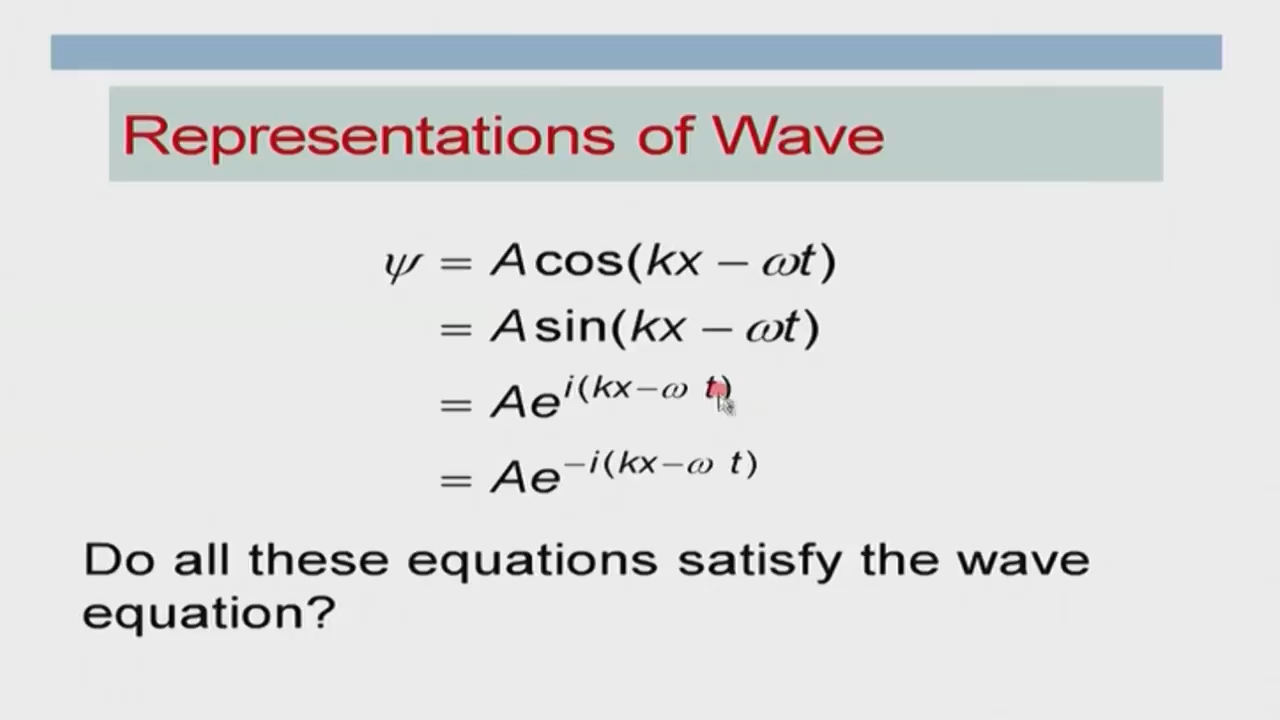 Representations of Wave
ψ = A cos(kx − ωt)
= A sin(kx − ωt)
= Ae^{i(kx−ω t)}
= Ae^{−i(kx−ω t)}
Do all these equations satisfy the wave
equation?